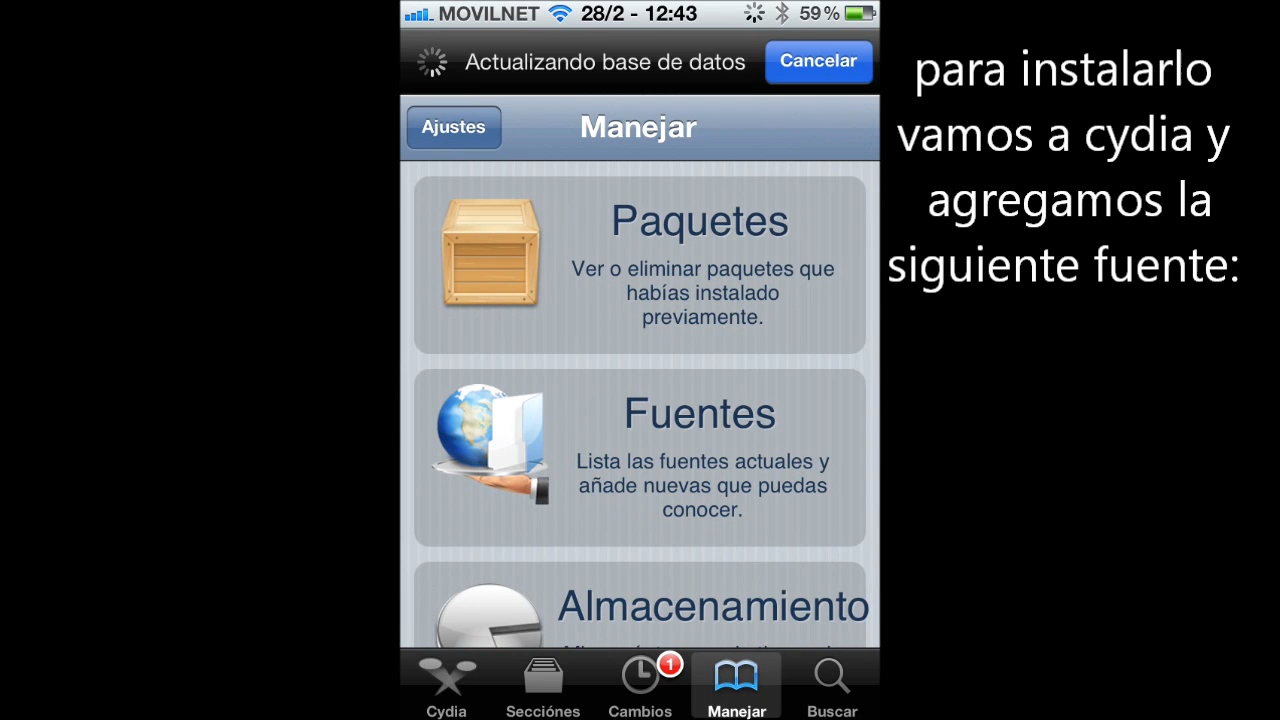 MOVILNET 28/2 - 12:43 59%
Actualizando base de datos Cancelar
Ajustes Manejar
Paquetes
Ver o eliminar paquetes que
habías instalado
previamente.
Fuentes
Lista las fuentes actuales y
añade nuevas que puedas
conocer.
Almacenamiento
1
Cydia Secciónes Cambios Manejar Buscar
para instalarlo
vamos a cydia y
agregamos la
siguiente fuente: